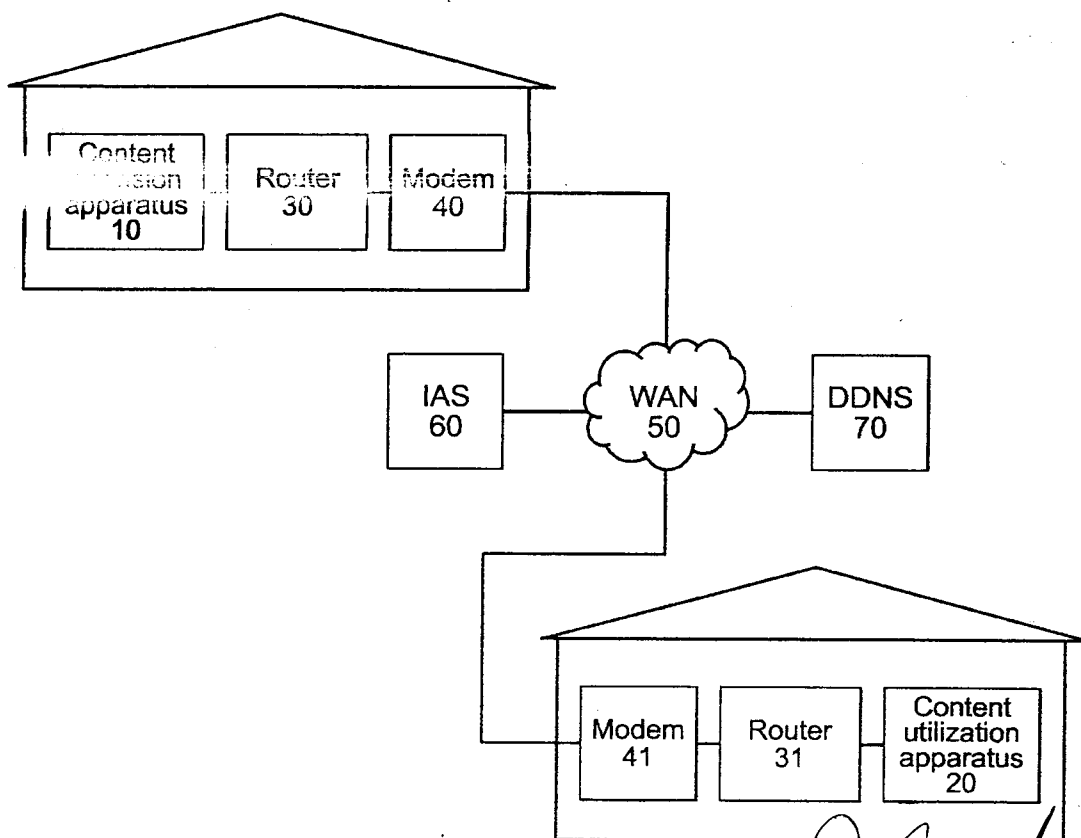 Content
apparatus
10
Router
30
Modem
40
IAS
60
WAN
50
DDNS
70
Modem
41
Router
31
Content
utilization
apparatus
20